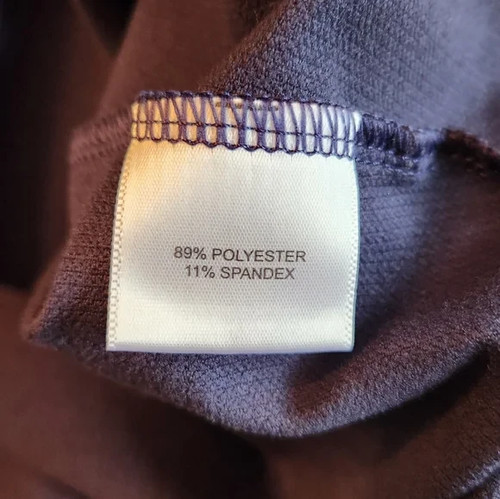 89% POLYESTER
11% SPANDEX